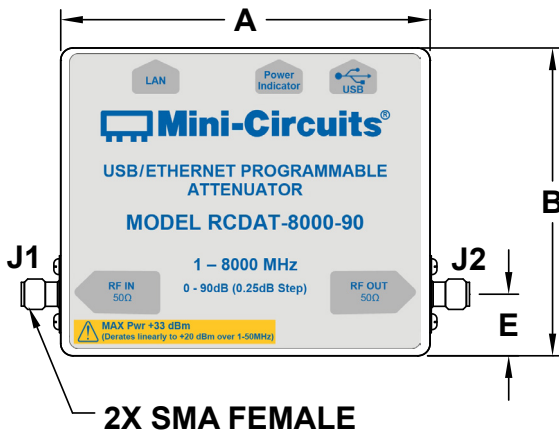 A
LAN
Power
Indicator
USB
Mini-Circuits®
USB/ETHERNET PROGRAMMABLE
ATTENUATOR
MODEL RCDAT-8000-90
B
J1
J2
1 – 8000 MHz
RF IN
50Ω
0 - 90dB (0.25dB Step)
RF OUT
50Ω
E
MAX Pwr +33 dBm
(Derates linearly to +20 dBm over 1-50MHz)
2X SMA FEMALE